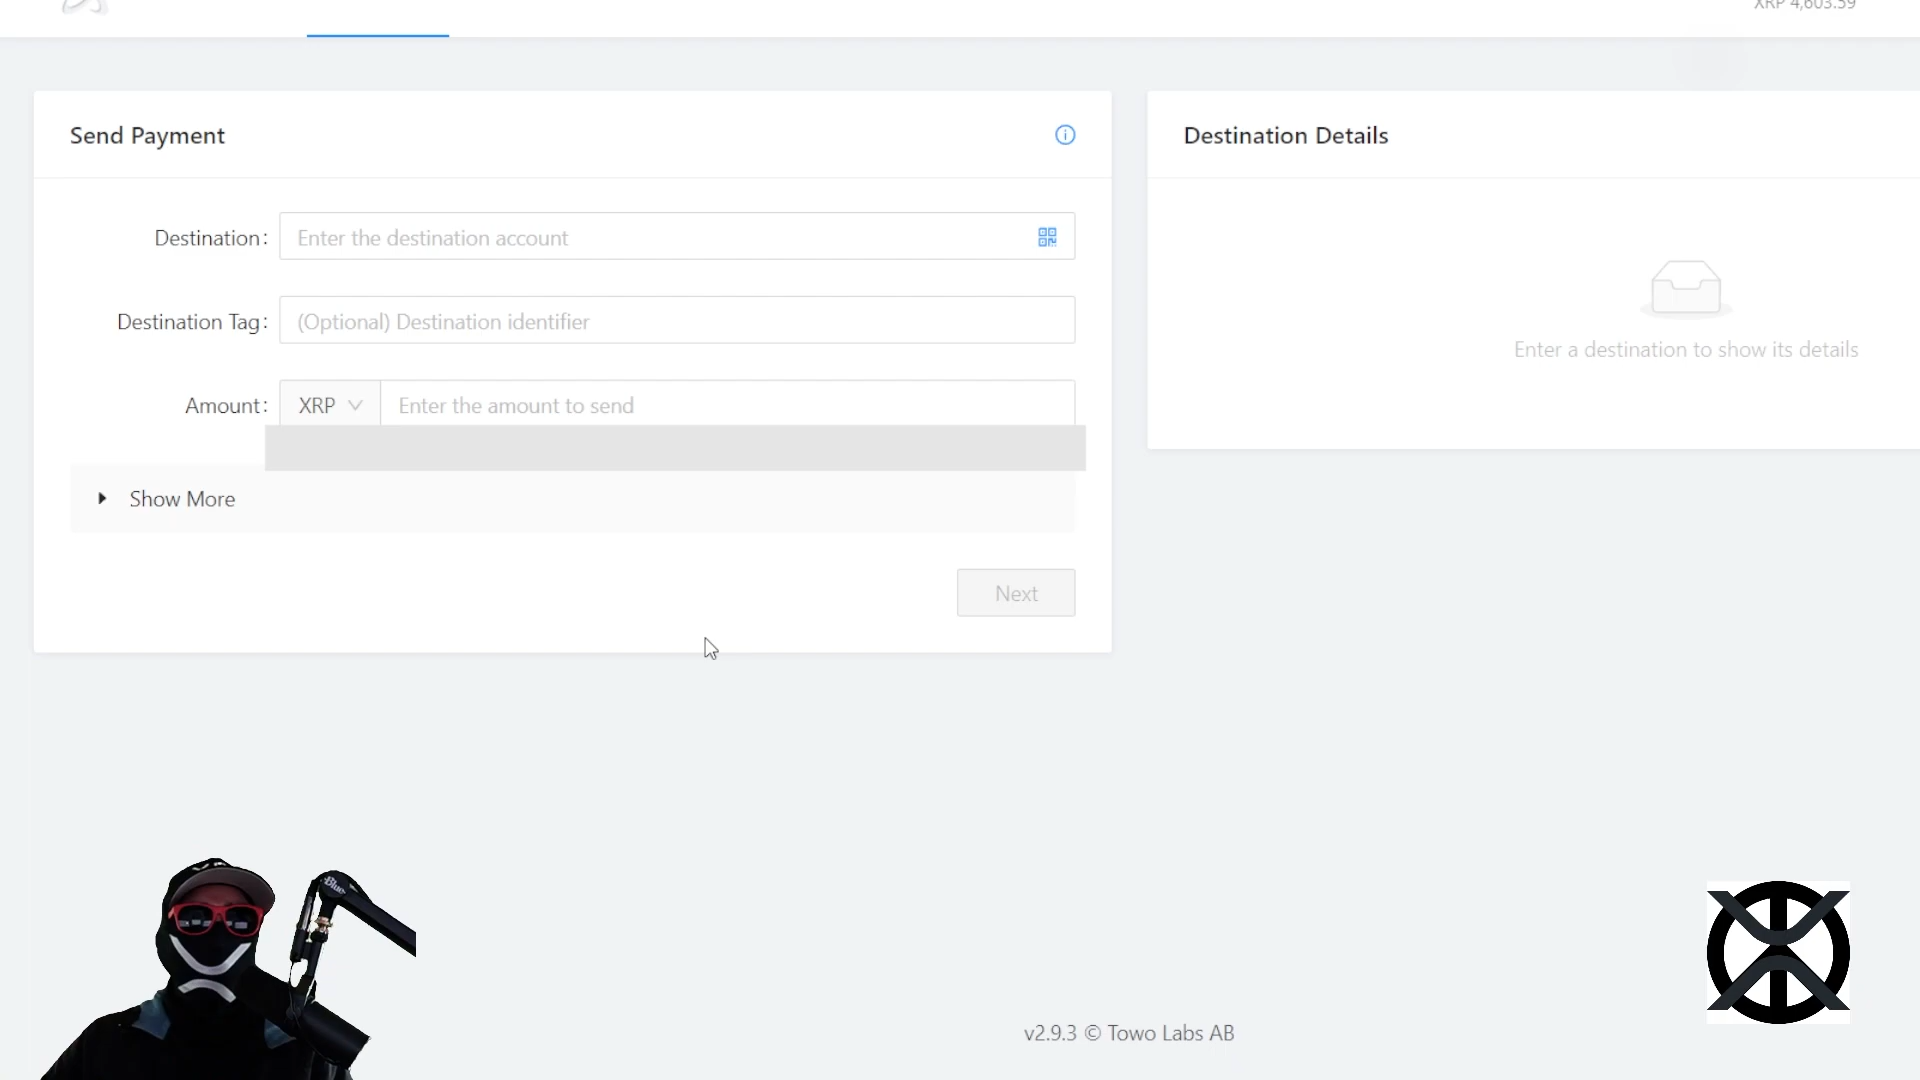 XRP 4,603.59
Send Payment
Destination Details
Destination:
Enter the destination account
Destination Tag:
(Optional) Destination identifier
Enter a destination to show its details
Amount:
XRP
Enter the amount to send
Show More
Next
Blue
v2.9.3 © Towo Labs AB